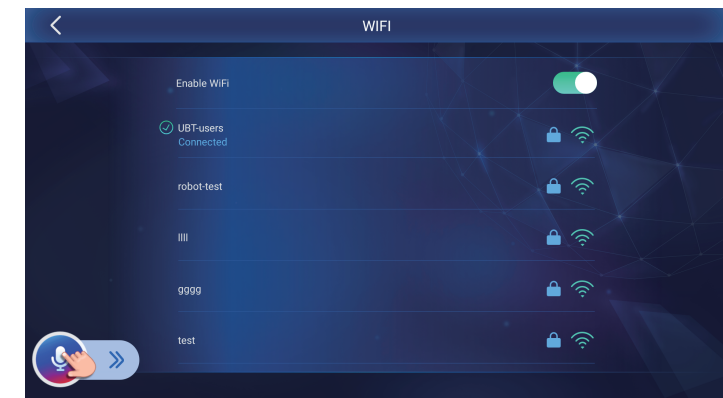 WIFI
Enable WiFi
UBT-users
Connected
robot-test
llll
gggg
test